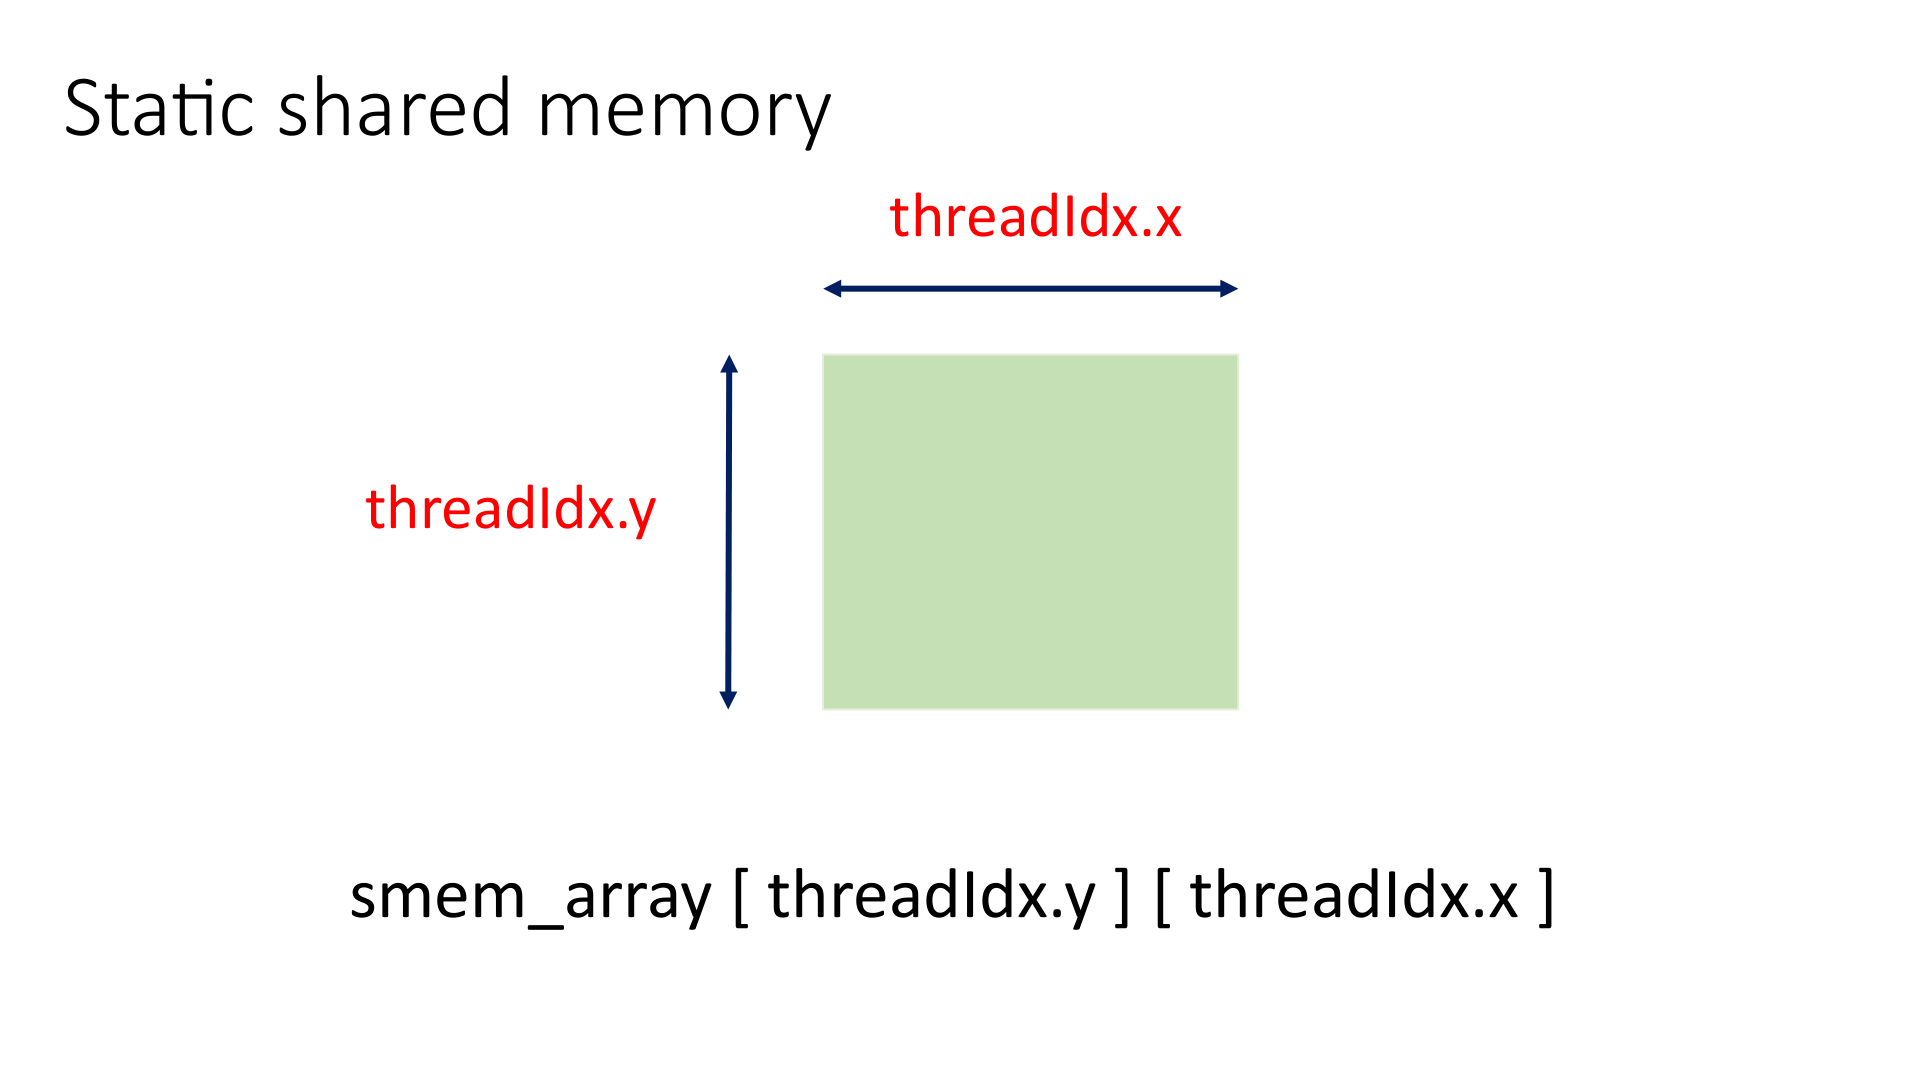 Static shared memory
threadIdx.x
threadIdx.y
smem_array [ threadIdx.y ] [ threadIdx.x ]